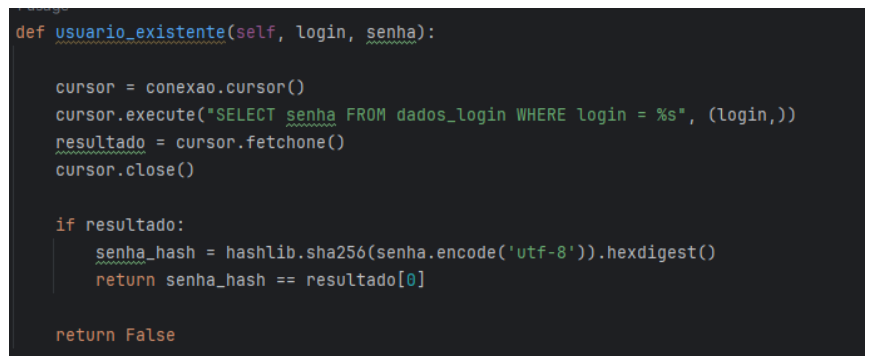 def usuario_existente(self, login, senha):
cursor = conexao.cursor()
cursor.execute("SELECT senha FROM dados_login WHERE login = %s", (login,))
resultado = cursor.fetchone()
cursor.close()
if resultado:
senha_hash = hashlib.sha256(senha.encode('utf-8')).hexdigest()
return senha_hash == resultado[0]
return False